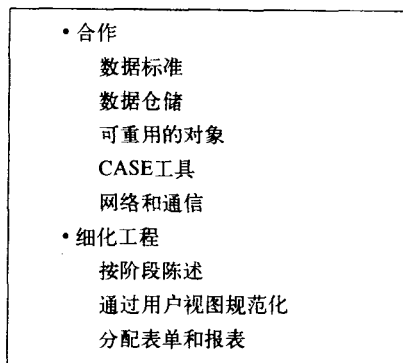 •合作
数据标准
数据仓储
可重用的对象
CASE工具
网络和通信
•细化工程
按阶段陈述
通过用户视图规范化
分配表单和报表